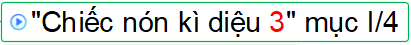 "Chiếc nón kì diệu 3" mục I/4